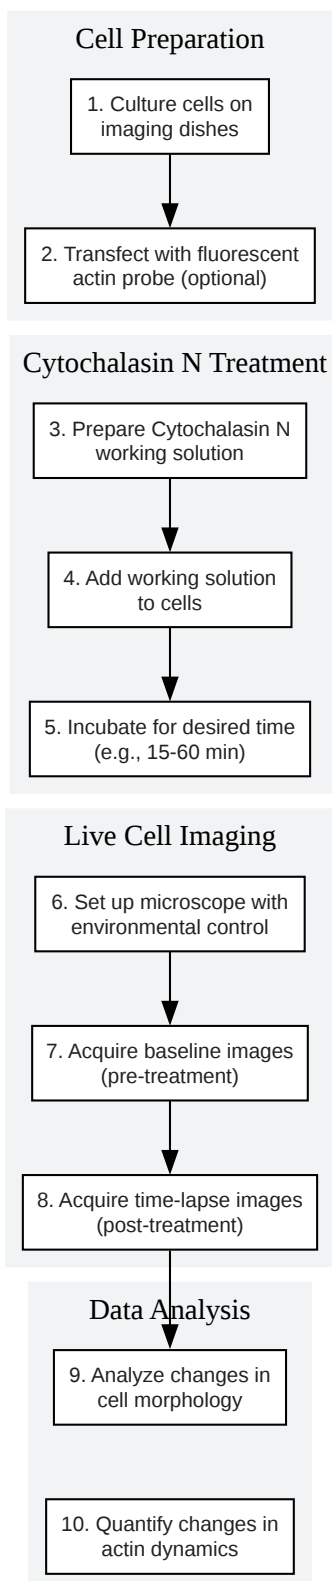 Cell Preparation
1. Culture cells on
imaging dishes
2. Transfect with fluorescent
actin probe (optional)
Cytochalasin N Treatment
3. Prepare Cytochalasin N
working solution
4. Add working solution
to cells
5. Incubate for desired time
(e.g., 15-60 min)
Live Cell Imaging
6. Set up microscope with
environmental control
7. Acquire baseline images
(pre-treatment)
8. Acquire time-lapse images
(post-treatment)
Data Analysis
9. Analyze changes in
cell morphology
10. Quantify changes in
actin dynamics